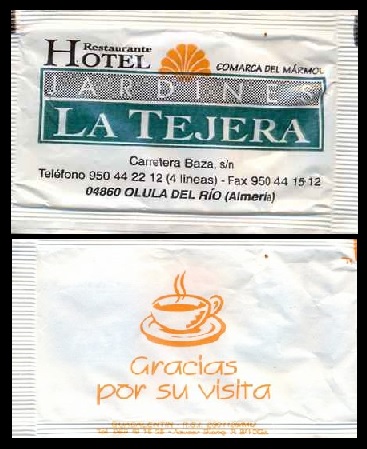 Restaurante
HOTEL
COMARCA DEL MÁRMOL
JARDINES
LA TEJERA
Carretera Baza, s/n
Teléfono 950 44 22 12 (4 líneas) - Fax 950 44 15 12
04860 OLULA DEL RÍO (Almería)
Gracias
por su visita